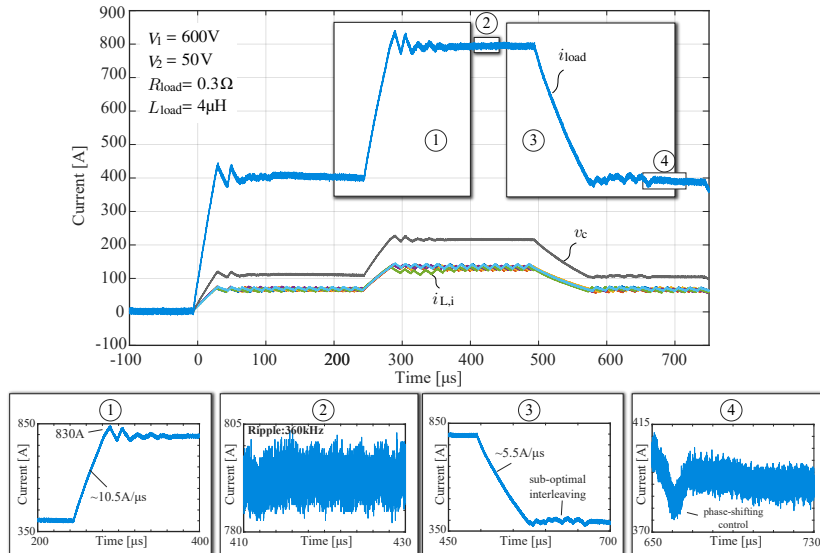 900
800
700
600
500
400
300
200
100
0
-100
Current [A]
V1 = 600V
V2 = 50V
Rload= 0.3Ω
Lload= 4µH
①
②
③
④
iload
vc
iL,i
-100 0 100 200 300 400 500 600 700
Time [µs]
①
850
350
Current [A]
830A
~10.5A/µs
200 400
Time [µs]
②
805
780
Current [A]
Ripple:360kHz
410 430
Time [µs]
③
850
350
Current [A]
~5.5A/µs
sub-optimal
interleaving
450 700
Time [µs]
④
415
370
Current [A]
phase-shifting
control
650 730
Time [µs]